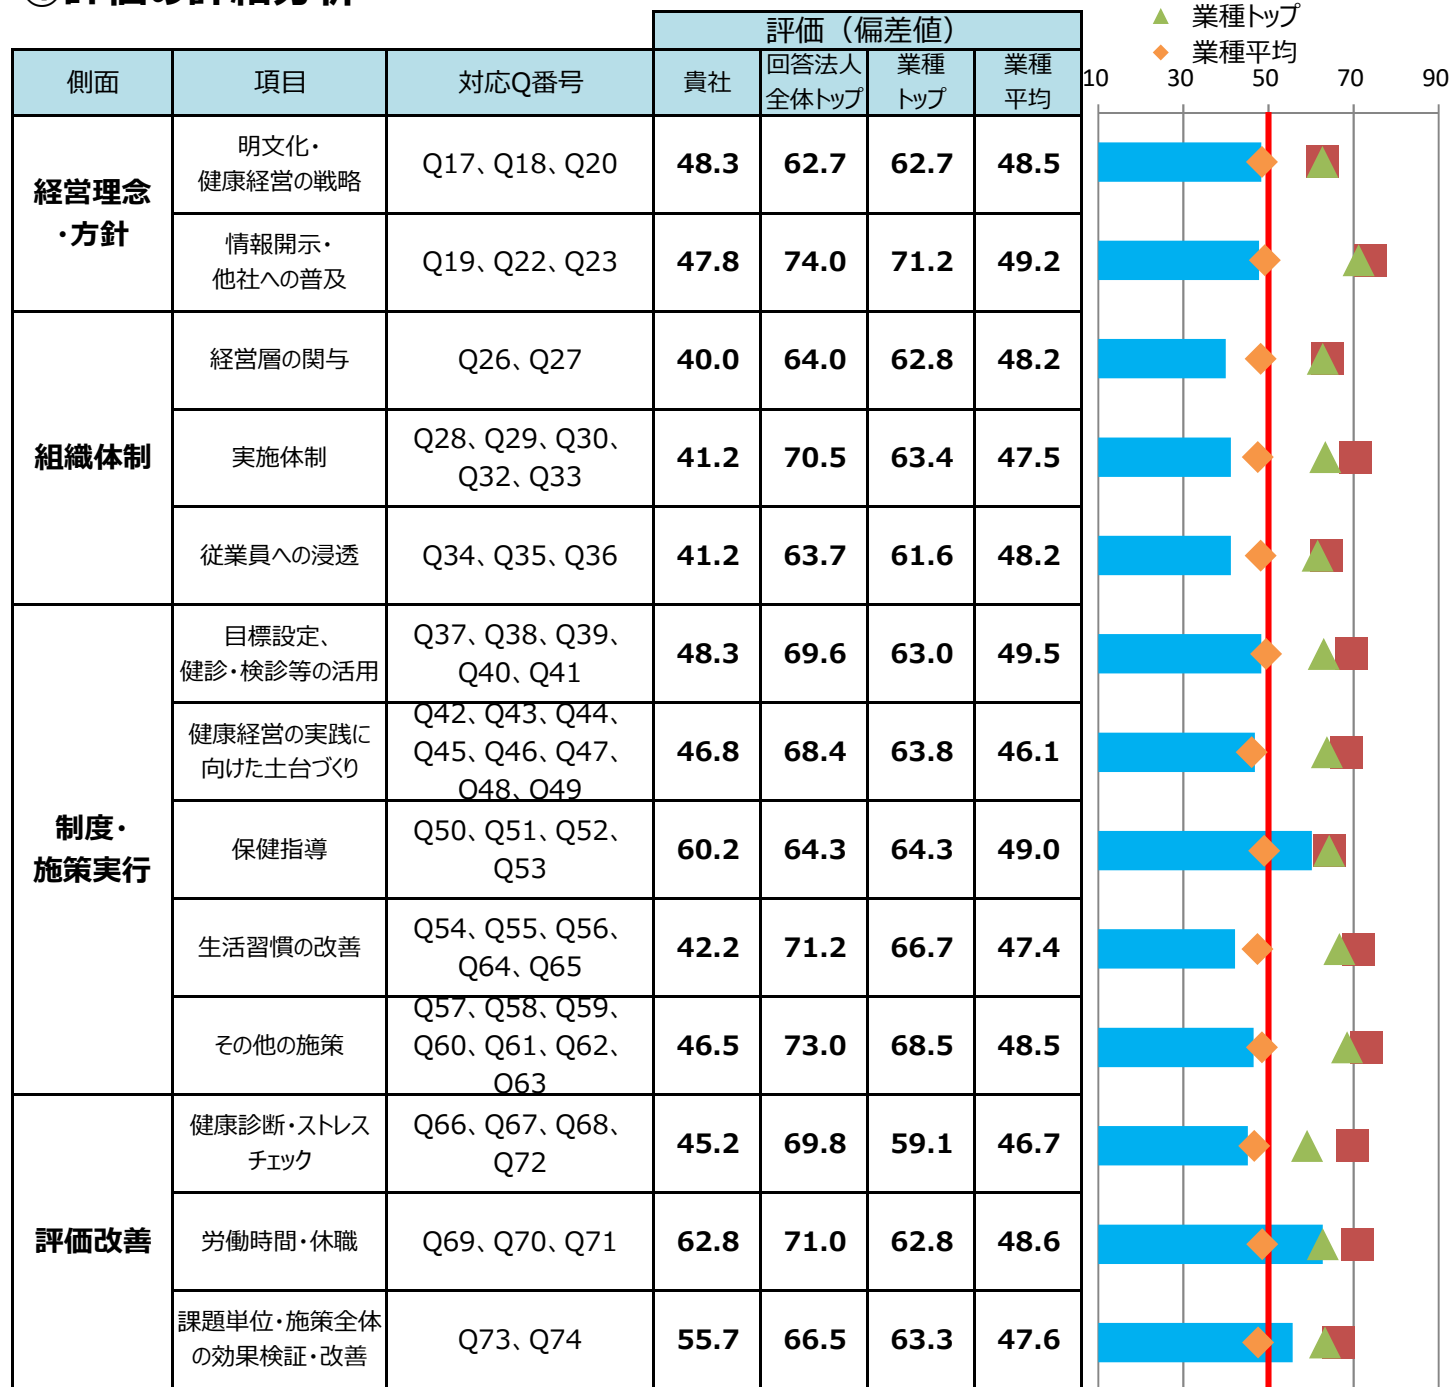 ①評価の詳細分析
▲ 業種トップ
◆ 業種平均
評価（偏差値）
側面 項目 対応Q番号 貴社 回答法人 業種 業種
全体トップ トップ 平均
10 30 50 70 90
経営理念
・方針
明文化・
健康経営の戦略
Q17、Q18、Q20 48.3 62.7 62.7 48.5
情報開示・
他社への普及
Q19、Q22、Q23 47.8 74.0 71.2 49.2
組織体制
経営層の関与 Q26、Q27 40.0 64.0 62.8 48.2
実施体制
Q28、Q29、Q30、
Q32、Q33
41.2 70.5 63.4 47.5
従業員への浸透 Q34、Q35、Q36 41.2 63.7 61.6 48.2
制度・
施策実行
目標設定、
健診・検診等の活用
Q37、Q38、Q39、
Q40、Q41
48.3 69.6 63.0 49.5
健康経営の実践に
向けた土台づくり
Q42、Q43、Q44、
Q45、Q46、Q47、
Q48、Q49
46.8 68.4 63.8 46.1
保健指導
Q50、Q51、Q52、
Q53
60.2 64.3 64.3 49.0
生活習慣の改善
Q54、Q55、Q56、
Q64、Q65
42.2 71.2 66.7 47.4
その他の施策
Q57、Q58、Q59、
Q60、Q61、Q62、
Q63
46.5 73.0 68.5 48.5
評価改善
健康診断・ストレス
チェック
Q66、Q67、Q68、
Q72
45.2 69.8 59.1 46.7
労働時間・休職 Q69、Q70、Q71 62.8 71.0 62.8 48.6
課題単位・施策全体
の効果検証・改善
Q73、Q74 55.7 66.5 63.3 47.6